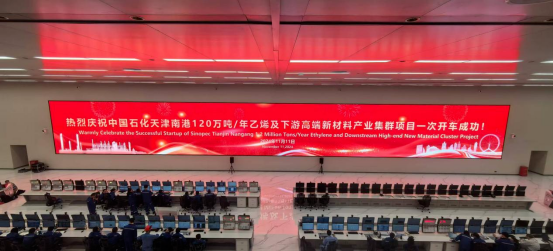 热烈庆祝中国石化天津南港120万吨/年乙烯及下游高端新材料产业集群项目一次开车成功！
Warmly Celebrate the Successful Startup of Sinopec Tianjin Nangang 1.2 Million Tons/Year Ethylene and Downstream High-end New Material Cluster Project